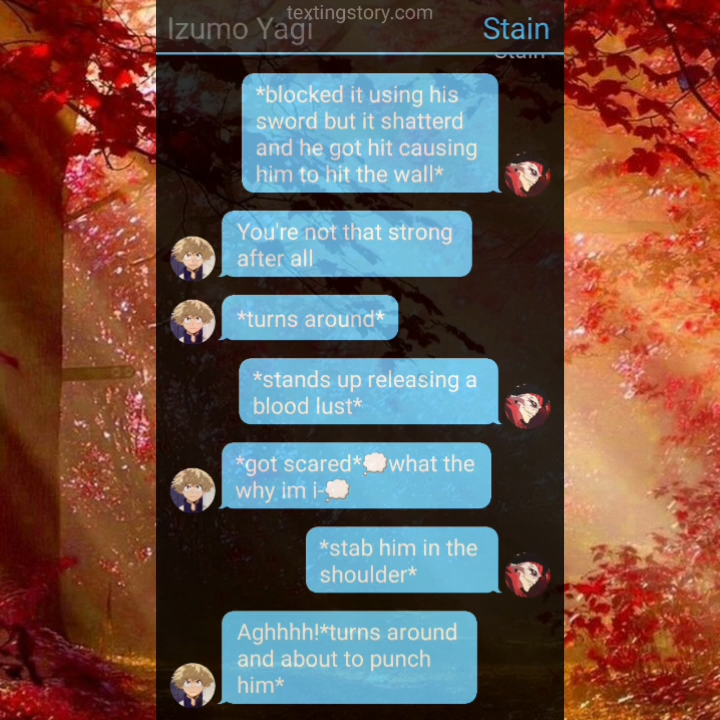 textingstory.com
Izumo Yagi
Stain
Stain
*blocked it using his
sword but it shatterd
and he got hit causing
him to hit the wall*
You're not that strong
after all
*turns around*
*stands up releasing a
blood lust*
*got scared*💭what the
why im i-💭
*stab him in the
shoulder*
Aghhhh!*turns around
and about to punch
him*